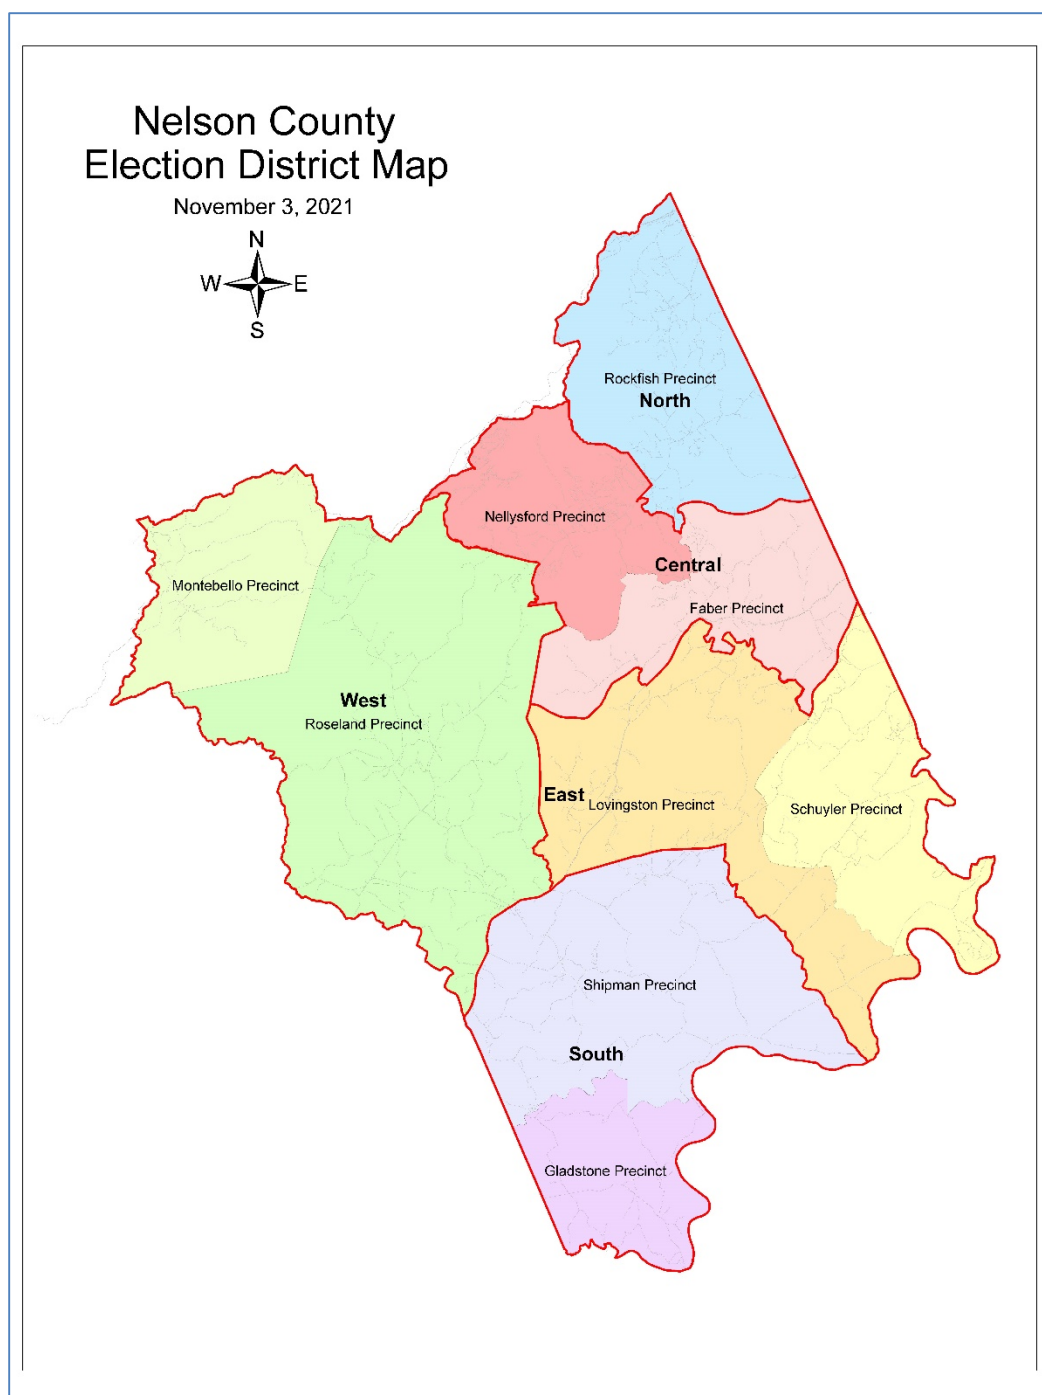 Nelson County
Election District Map
November 3, 2021
N
W E
S
Rockfish Precinct
North
Nellysford Precinct
Central
Montebello Precinct
Faber Precinct
West
Roseland Precinct
East
Lovingston Precinct
Schuyler Precinct
Shipman Precinct
South
Gladstone Precinct